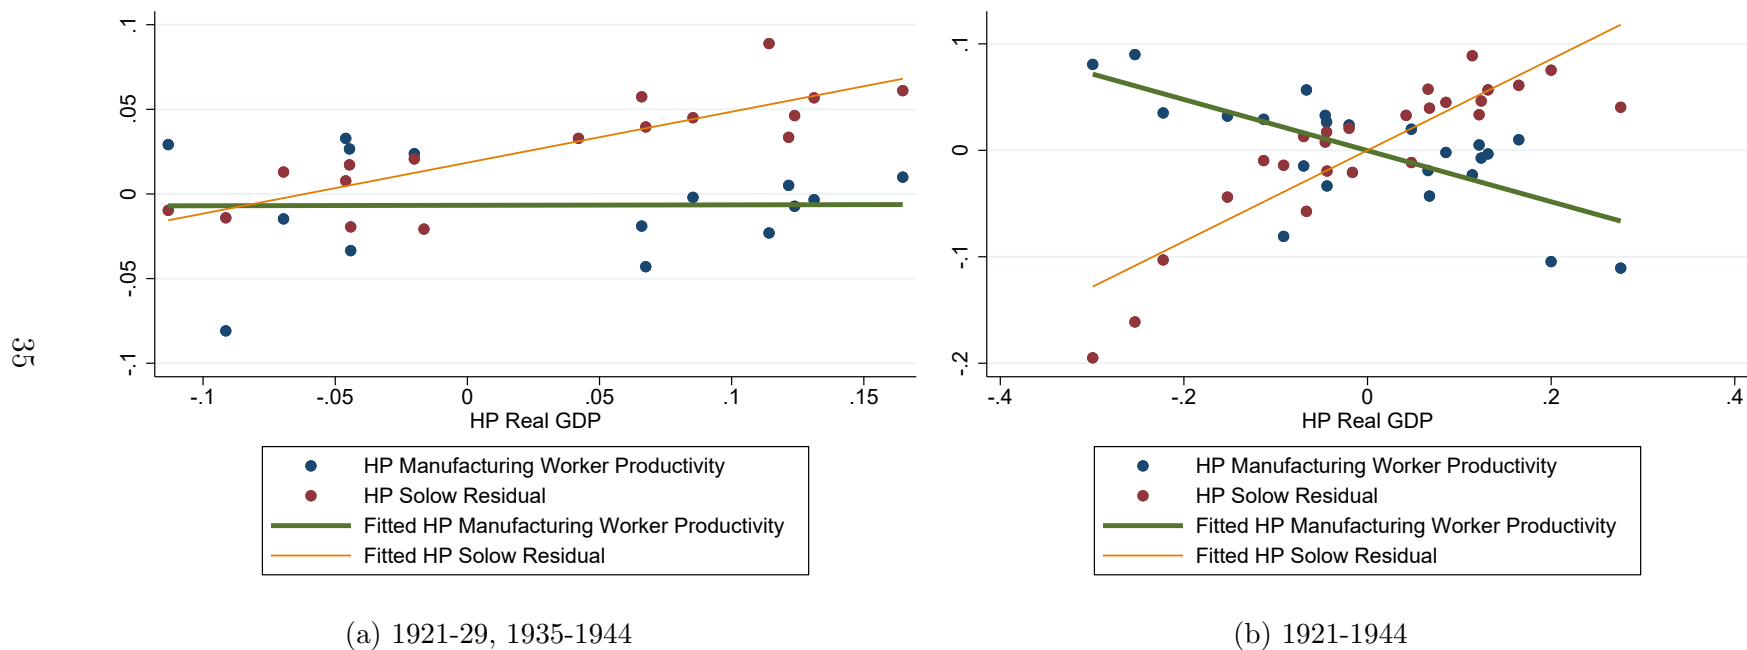 .1
.05
0
-.05
-.1
-.1
-.05
0
.05
.1
.15
HP Real GDP
HP Manufacturing Worker Productivity
HP Solow Residual
Fitted HP Manufacturing Worker Productivity
Fitted HP Solow Residual
(a) 1921-29, 1935-1944
.1
0
-.1
-.2
-.4
-.2
0
.2
.4
HP Real GDP
HP Manufacturing Worker Productivity
HP Solow Residual
Fitted HP Manufacturing Worker Productivity
Fitted HP Solow Residual
(b) 1921-1944
35